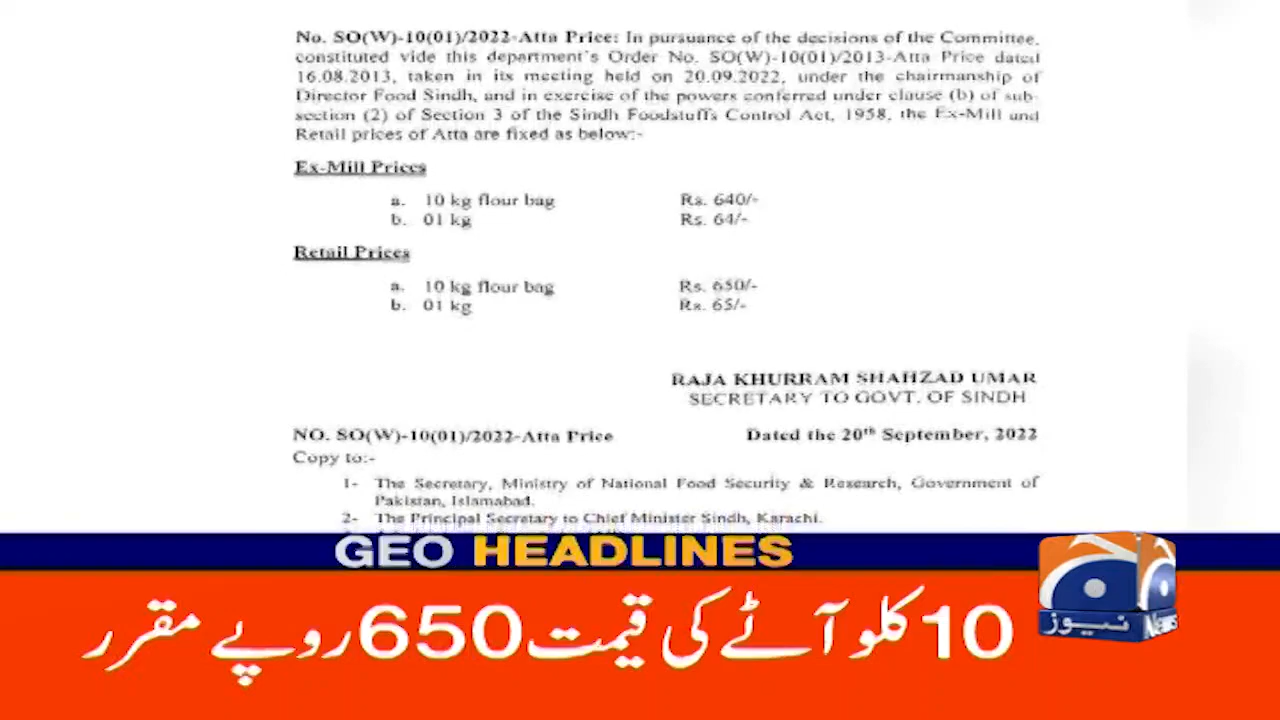 No. SO(W)-10(01)/2022-Atta Price: In pursuance of the decisions of the Committee,
constituted vide this department's Order No. SO(W)-10(01)/2013-Atta Price dated
16.08.2013, taken in its meeting held on 20.09.2022, under the chairmanship of
Director Food Sindh, and in exercise of the powers conferred under clause (b) of sub-
section (2) of Section 3 of the Sindh Foodstuffs Control Act, 1958, the Ex-Mill and
Retail prices of Atta are fixed as below:-
Ex-Mill Prices
a. 10 kg flour bag Rs. 640/-
b. 01 kg Rs. 64/-
Retail Prices
a. 10 kg flour bag Rs. 650/-
b. 01 kg Rs. 65/-
RAJA KHURRAM SHAHZAD UMAR
SECRETARY TO GOVT. OF SINDH
NO. SO(W)-10(01)/2022-Atta Price Dated the 20th September, 2022
Copy to:-
1- The Secretary, Ministry of National Food Security & Research, Government of
Pakistan, Islamabad.
2- The Principal Secretary to Chief Minister Sindh, Karachi.
GEO HEADLINES
10 کلو آٹے کی قیمت 650 روپے مقرر
نیوز News